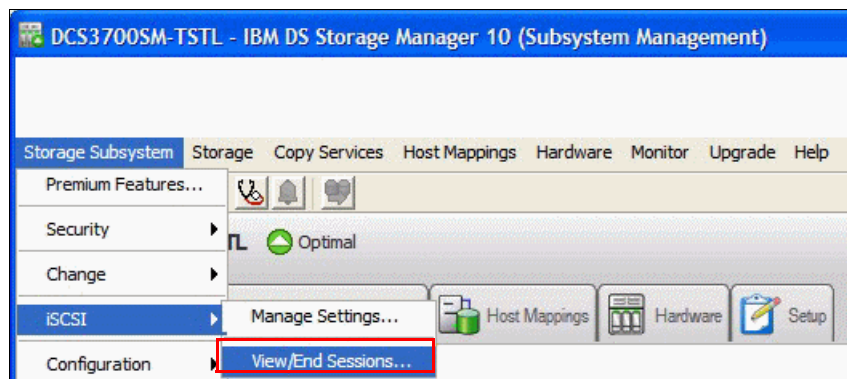 DCS3700SM-TSTL - IBM DS Storage Manager 10 (Subsystem Management)
Storage Subsystem Storage Copy Services Host Mappings Hardware Monitor Upgrade Help
Premium Features...
Security
TL Optimal
Change
iSCSI Manage Settings... Host Mappings Hardware Setup
Configuration View/End Sessions...